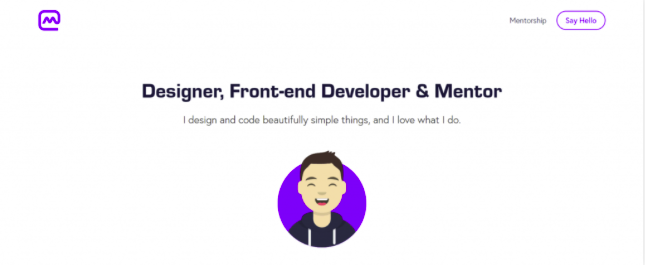 Mentorship
Say Hello
Designer, Front-end Developer & Mentor
I design and code beautifully simple things, and I love what I do.